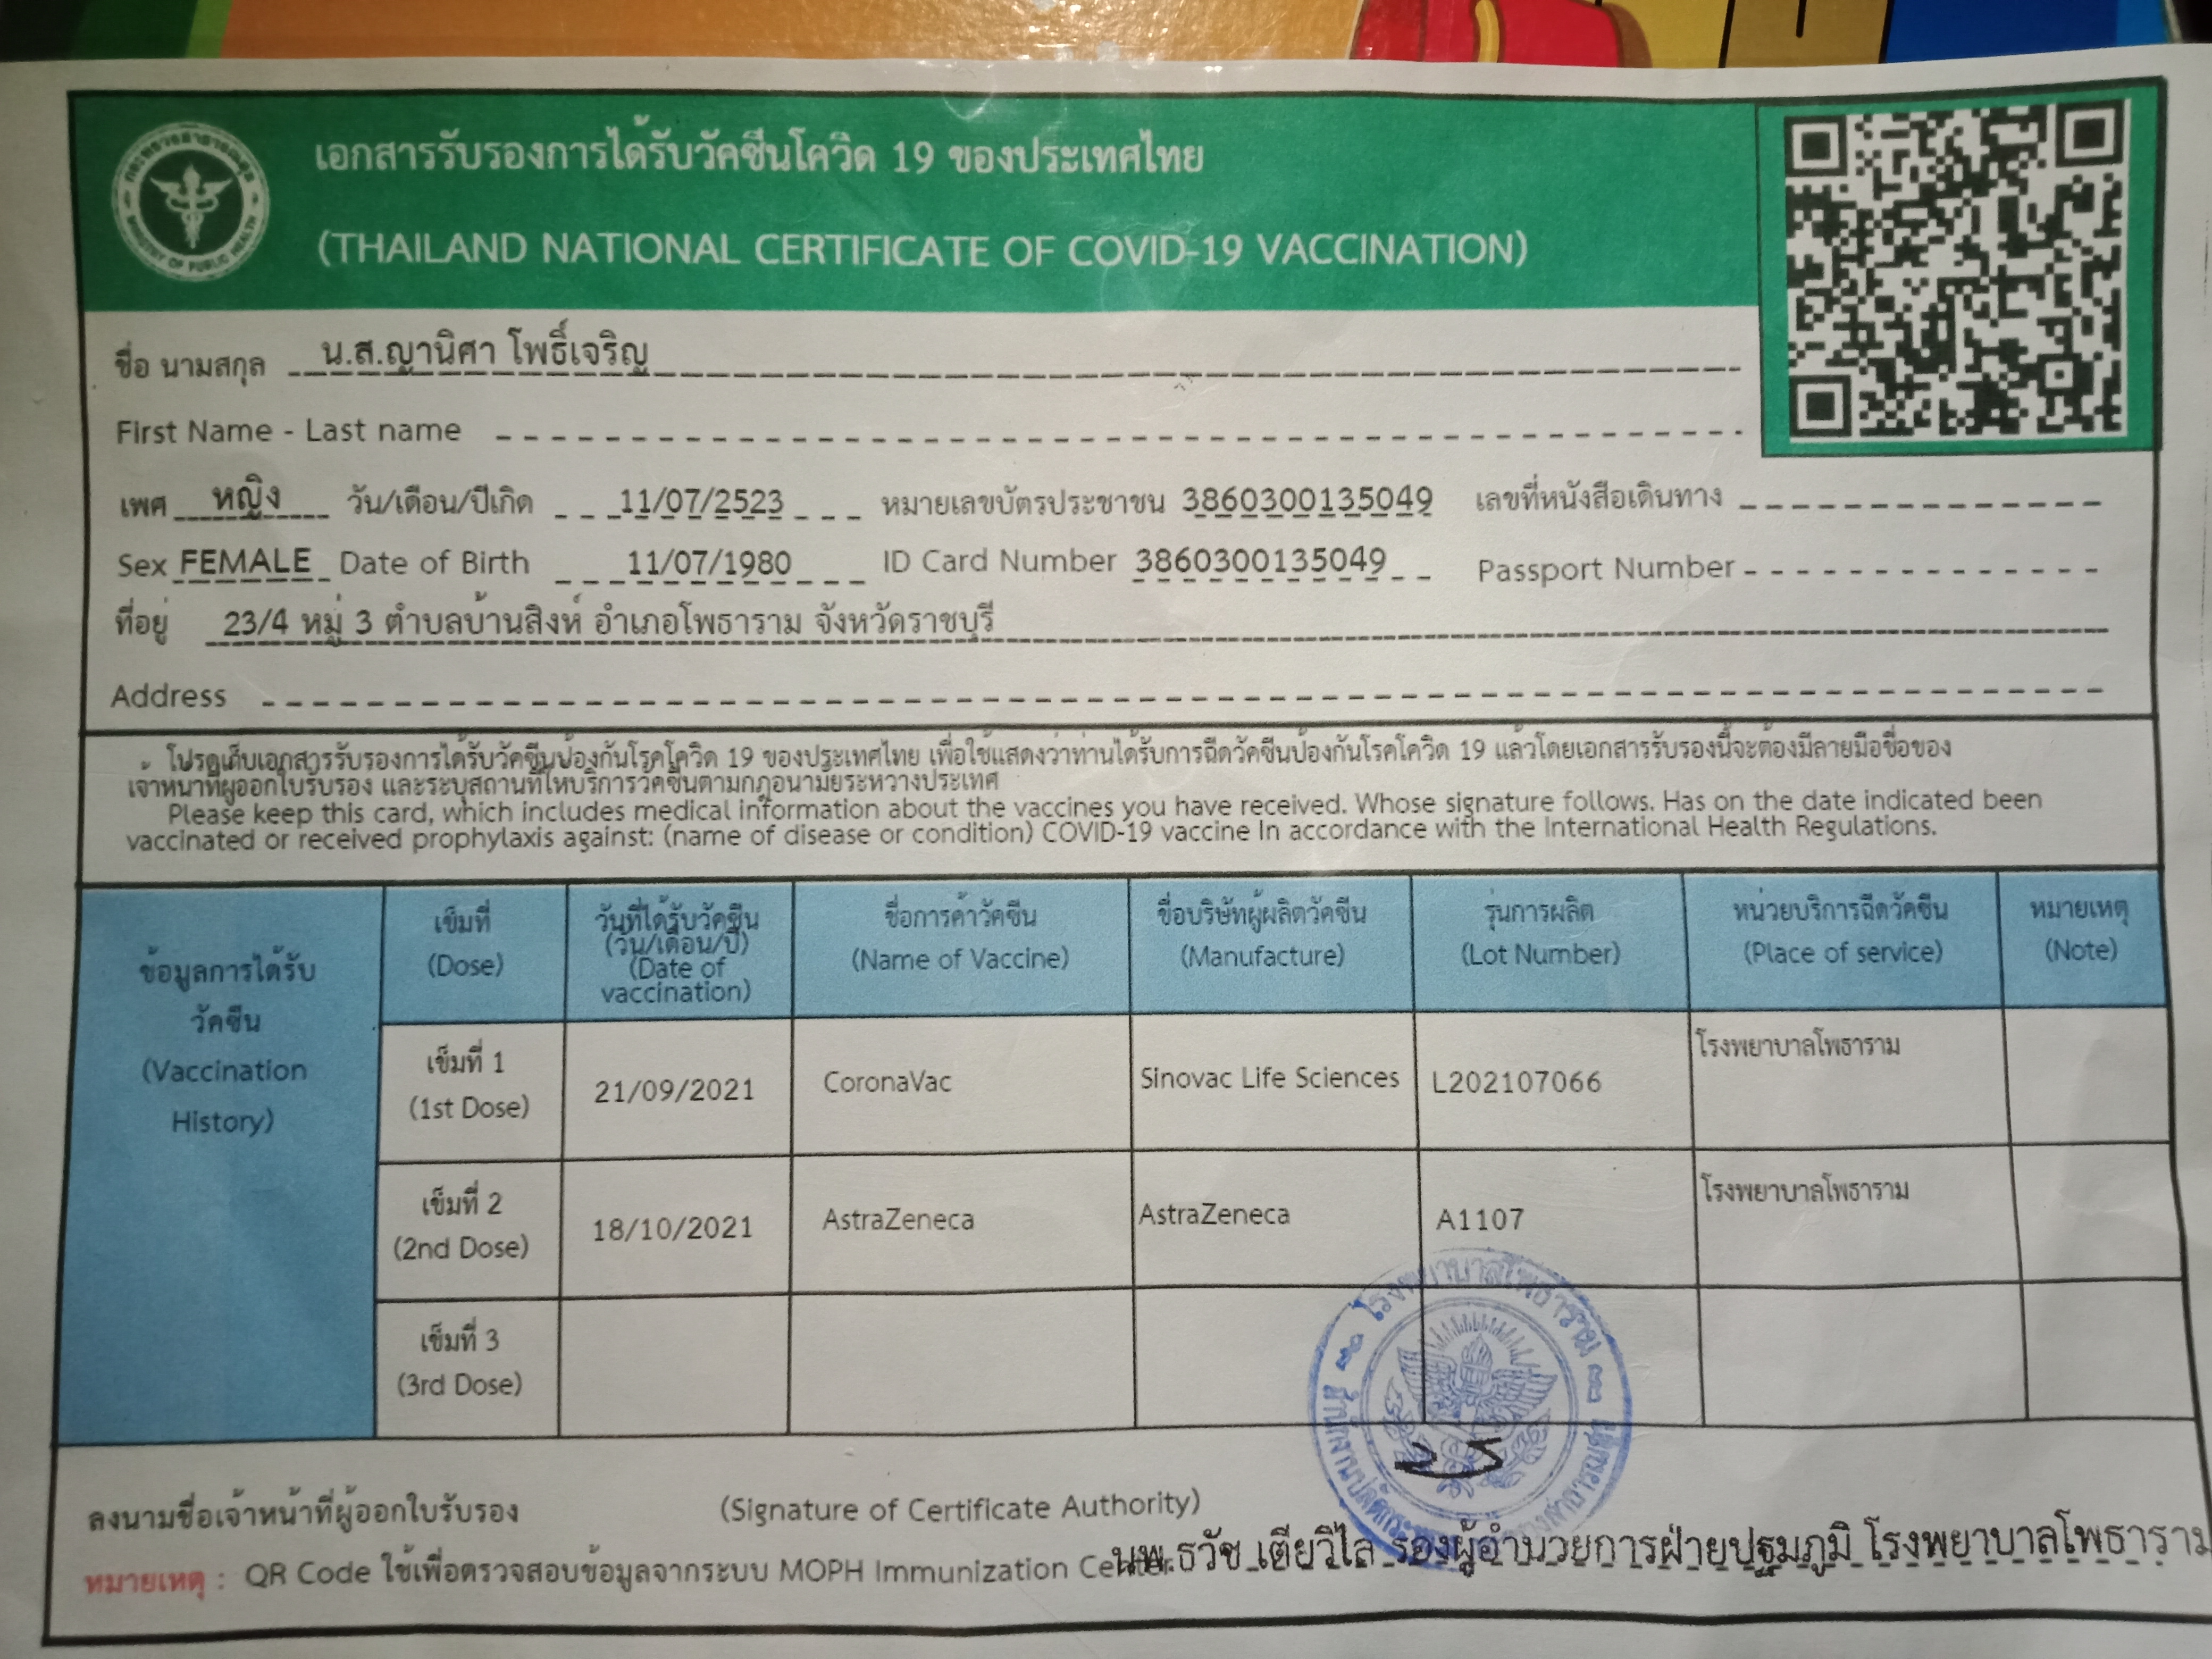 เอกสารรับรองการได้รับวัคซีนโควิด 19 ของประเทศไทย
(THAILAND NATIONAL CERTIFICATE OF COVID-19 VACCINATION)
กระทรวงสาธารณสุข
MINISTRY OF PUBLIC HEALTH
ชื่อ นามสกุล น.ส.ญานิศา โพธิ์เจริญ
First Name - Last name
เพศ หญิง วัน/เดือน/ปีเกิด 11/07/2523 หมายเลขบัตรประชาชน 3860300135049 เลขที่หนังสือเดินทาง
Sex FEMALE Date of Birth 11/07/1980 ID Card Number 3860300135049 Passport Number
ที่อยู่ 23/4 หมู่ 3 ตำบลบ้านสิงห์ อำเภอโพธาราม จังหวัดราชบุรี
Address
โปรดเก็บเอกสารรับรองการได้รับวัคซีนป้องกันโรคโควิด 19 ของประเทศไทย เพื่อใช้แสดงว่าท่านได้รับการฉีดวัคซีนป้องกันโรคโควิด 19 แล้วโดยเอกสารรับรองนี้จะต้องมีลายมือชื่อของ
เจ้าหน้าที่ผู้ออกใบรับรอง และระบุสถานที่ให้บริการวัคซีนตามกฎอนามัยระหว่างประเทศ
Please keep this card, which includes medical information about the vaccines you have received. Whose signature follows. Has on the date indicated been
vaccinated or received prophylaxis against: (name of disease or condition) COVID-19 vaccine In accordance with the International Health Regulations.
ข้อมูลการได้รับ
วัคซีน
(Vaccination
History)
เข็มที่
(Dose)
วันที่ได้รับวัคซีน
(วัน/เดือน/ปี)
(Date of
vaccination)
ชื่อการค้าวัคซีน
(Name of Vaccine)
ชื่อบริษัทผู้ผลิตวัคซีน
(Manufacture)
รุ่นการผลิต
(Lot Number)
หน่วยบริการฉีดวัคซีน
(Place of service)
หมายเหตุ
(Note)
เข็มที่ 1
(1st Dose)
21/09/2021
CoronaVac
Sinovac Life Sciences
L202107066
โรงพยาบาลโพธาราม
เข็มที่ 2
(2nd Dose)
18/10/2021
AstraZeneca
AstraZeneca
A1107
โรงพยาบาลโพธาราม
เข็มที่ 3
(3rd Dose)
โรงพยาบาลโพธาราม
ลงนามชื่อเจ้าหน้าที่ผู้ออกใบรับรอง (Signature of Certificate Authority)
นพ.ธวัช เตียวิไล รองผู้อำนวยการฝ่ายปฐมภูมิ โรงพยาบาลโพธาราม
หมายเหตุ : QR Code ใช้เพื่อตรวจสอบข้อมูลจากระบบ MOPH Immunization Center